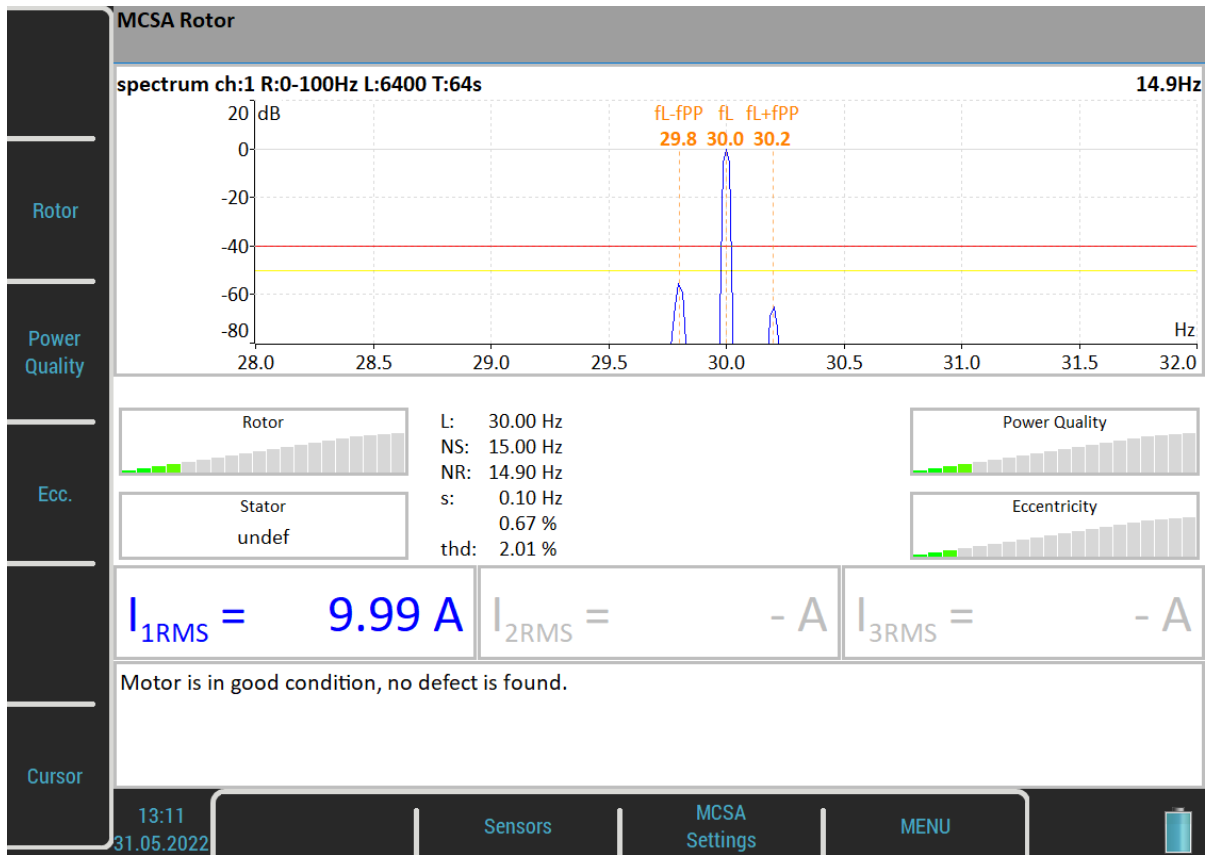 MCSA Rotor
spectrum ch:1 R:0-100Hz L:6400 T:64s 14.9Hz
20 dB
fL-fPP fL fL+fPP
29.8 30.0 30.2
0
-20
-40
-60
-80
Hz
28.0 28.5 29.0 29.5 30.0 30.5 31.0 31.5 32.0
Rotor
Power
Quality
Ecc.
Cursor
Rotor
Stator
undef
L: 30.00 Hz
NS: 15.00 Hz
NR: 14.90 Hz
s: 0.10 Hz
0.67 %
thd: 2.01 %
Power Quality
Eccentricity
I1RMS = 9.99 A I2RMS = - A I3RMS = - A
Motor is in good condition, no defect is found.
13:11
31.05.2022
Sensors
MCSA
Settings
MENU